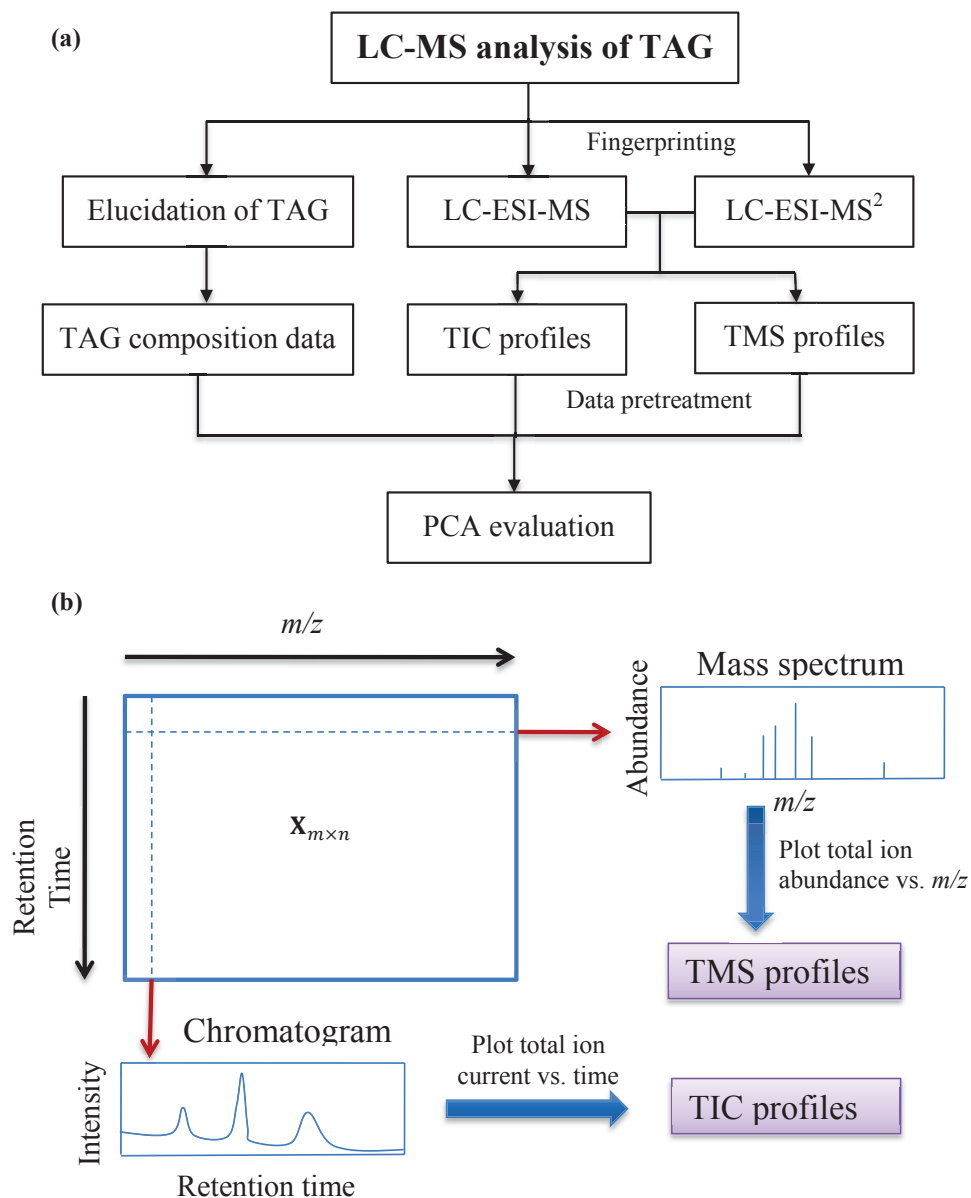 (a)
LC-MS analysis of TAG
Fingerprinting
Elucidation of TAG
LC-ESI-MS
LC-ESI-MS²
TAG composition data
TIC profiles
TMS profiles
Data pretreatment
PCA evaluation
(b)
m/z
Retention
Time
X m×n
Mass spectrum
Abundance
m/z
Plot total ion
abundance vs. m/z
TMS profiles
Chromatogram
Intensity
Retention time
Plot total ion
current vs. time
TIC profiles